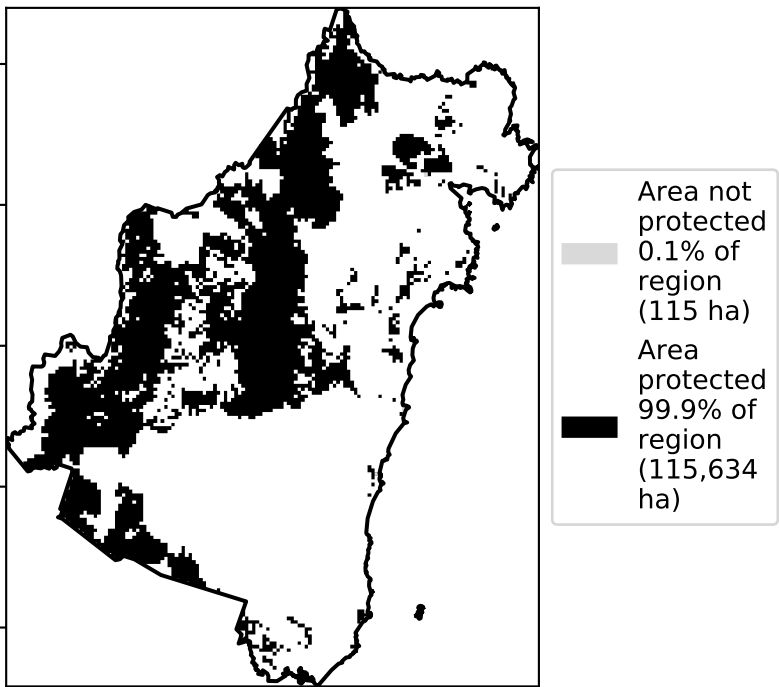 Area not
protected
0.1% of
region
(115 ha)
Area
protected
99.9% of
region
(115,634
ha)